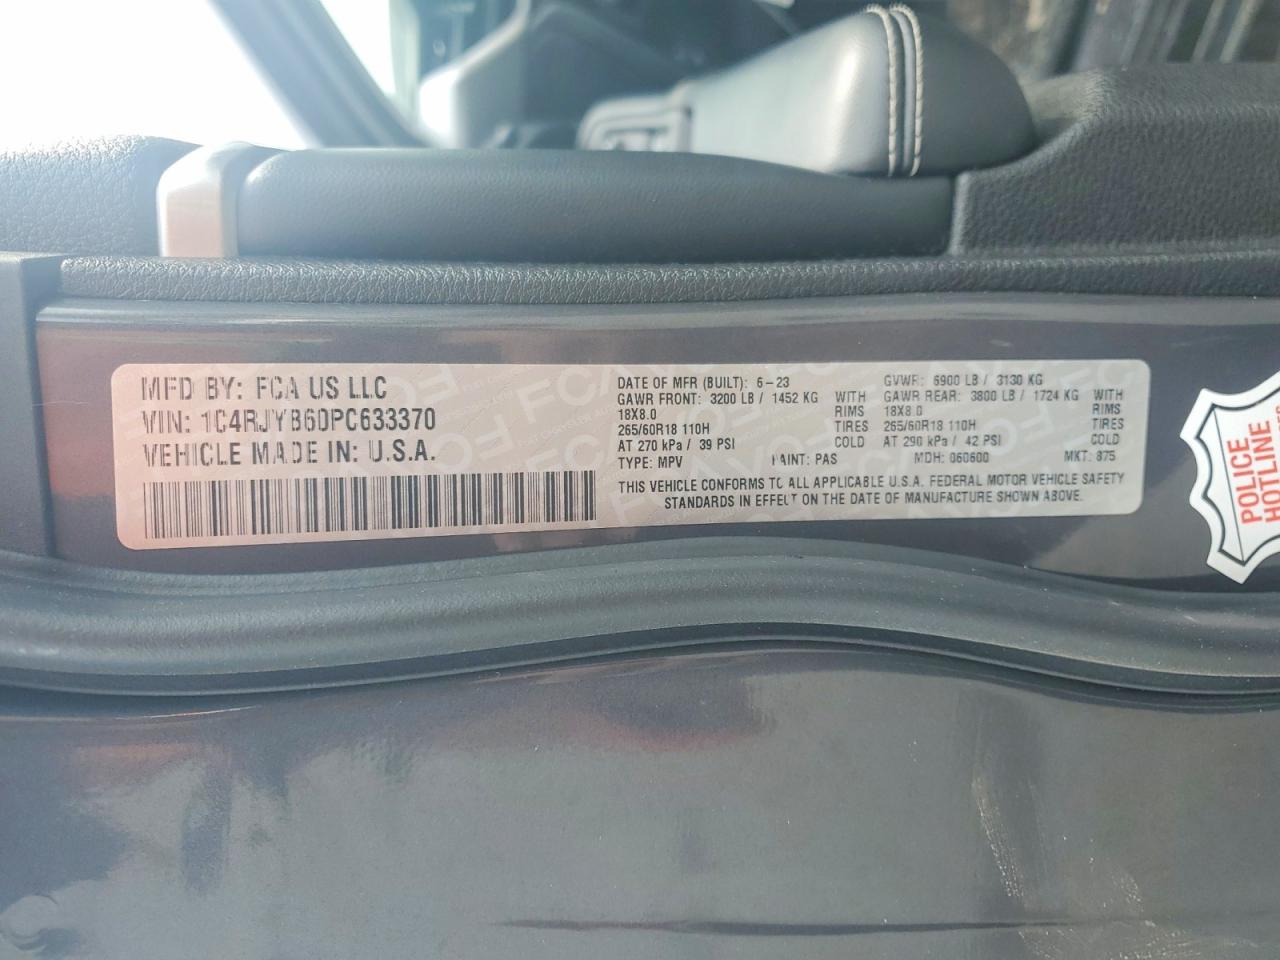 MFD BY: FCA US LLC
VIN: 1C4RJYB60PC633370
VEHICLE MADE IN: U.S.A.
DATE OF MFR (BUILT): 6-23 GVWR: 6900 LB / 3130 KG
GAWR FRONT: 3200 LB / 1452 KG WITH GAWR REAR: 3800 LB / 1724 KG WITH
18X8.0 RIMS 18X8.0 RIMS
265/60R18 110H TIRES 265/60R18 110H TIRES
AT 270 kPa / 39 PSI COLD AT 290 kPa / 42 PSI COLD
TYPE: MPV PAINT: PAS MDH: 060600 MKT: 875
THIS VEHICLE CONFORMS TO ALL APPLICABLE U.S.A. FEDERAL MOTOR VEHICLE SAFETY
STANDARDS IN EFFECT ON THE DATE OF MANUFACTURE SHOWN ABOVE.
POLICE
HOTLINE